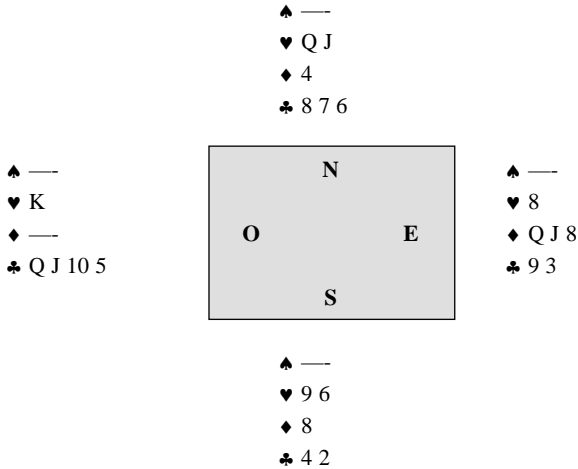 ♠ —-
♥ Q J
♦ 4
♣ 8 7 6
♠ —-
♥ K
♦ —-
♣ Q J 10 5
N
O E
S
♠ —-
♥ 8
♦ Q J 8
♣ 9 3
♠ —-
♥ 9 6
♦ 8
♣ 4 2